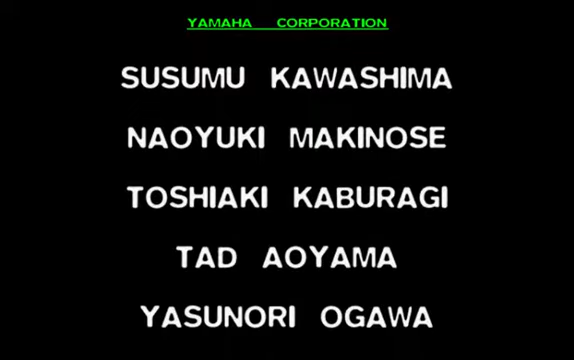 YAMAHA CORPORATION
SUSUMU KAWASHIMA
NAOYUKI MAKINOSE
TOSHIAKI KABURAGI
TAD AOYAMA
YASUNORI OGAWA